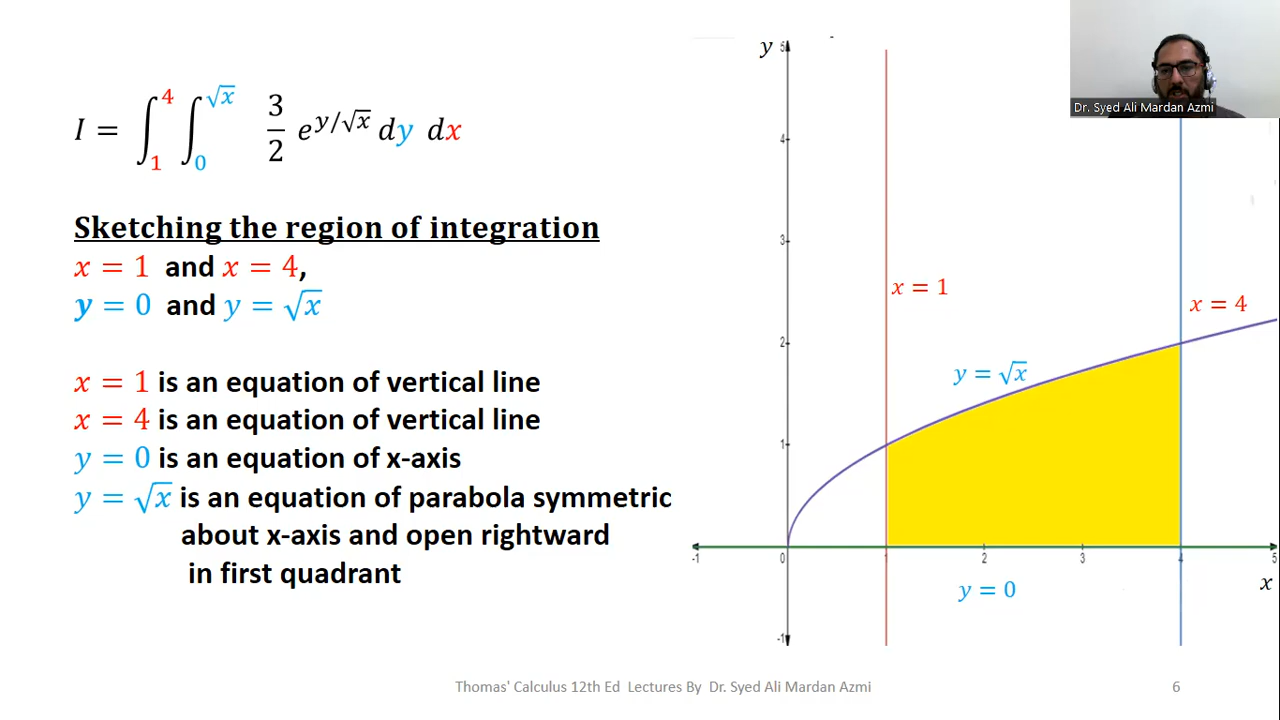 I = ∫₁⁴ ∫₀^√x 3/2 e^(y/√x) dy dx
Sketching the region of integration
x = 1 and x = 4,
y = 0 and y = √x
x = 1 is an equation of vertical line
x = 4 is an equation of vertical line
y = 0 is an equation of x-axis
y = √x is an equation of parabola symmetric
about x-axis and open rightward
in first quadrant
y
5
4
3
2
1
-1
-1
0
1
2
3
4
5
x
x = 1
x = 4
y = √x
y = 0
Dr. Syed Ali Mardan Azmi
Thomas' Calculus 12th Ed Lectures By Dr. Syed Ali Mardan Azmi
6